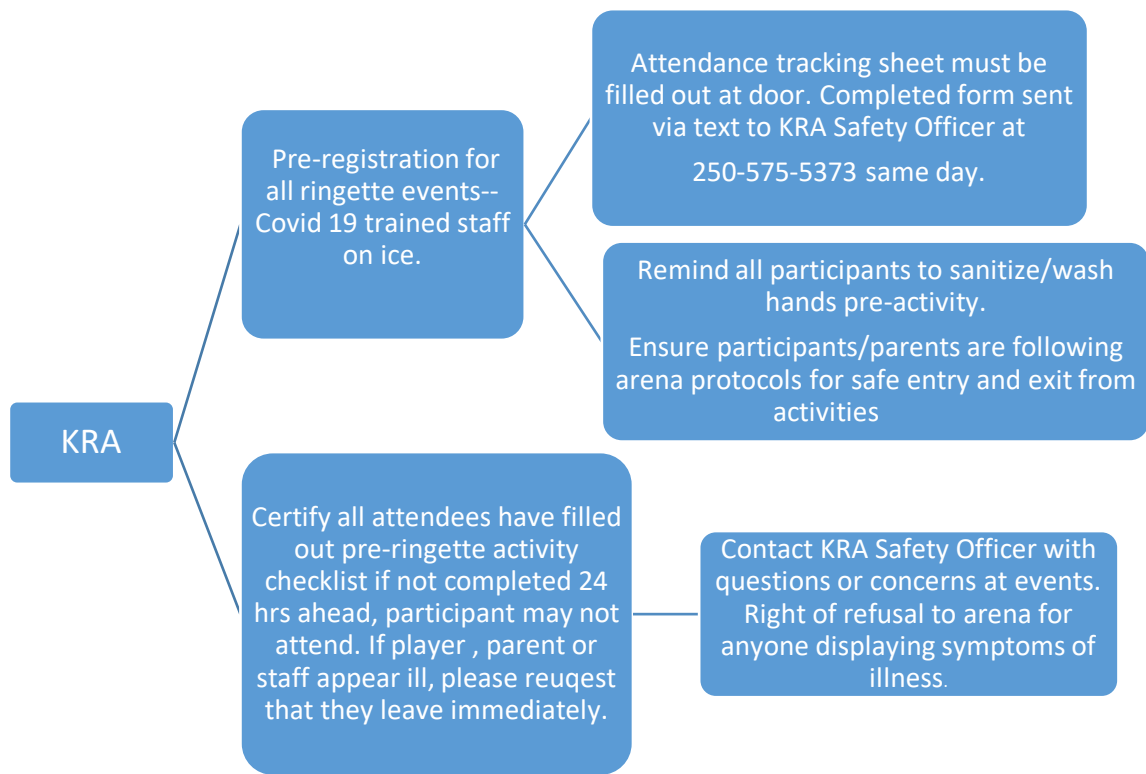 KRA
Pre-registration for
all ringette events--
Covid 19 trained staff
on ice.
Attendance tracking sheet must be
filled out at door. Completed form sent
via text to KRA Safety Officer at
250-575-5373 same day.
Remind all participants to sanitize/wash
hands pre-activity.
Ensure participants/parents are following
arena protocols for safe entry and exit from
activities
Certify all attendees have filled
out pre-ringette activity
checklist if not completed 24
hrs ahead, participant may not
attend. If player , parent or
staff appear ill, please reuqest
that they leave immediately.
Contact KRA Safety Officer with
questions or concerns at events.
Right of refusal to arena for
anyone displaying symptoms of
illness.